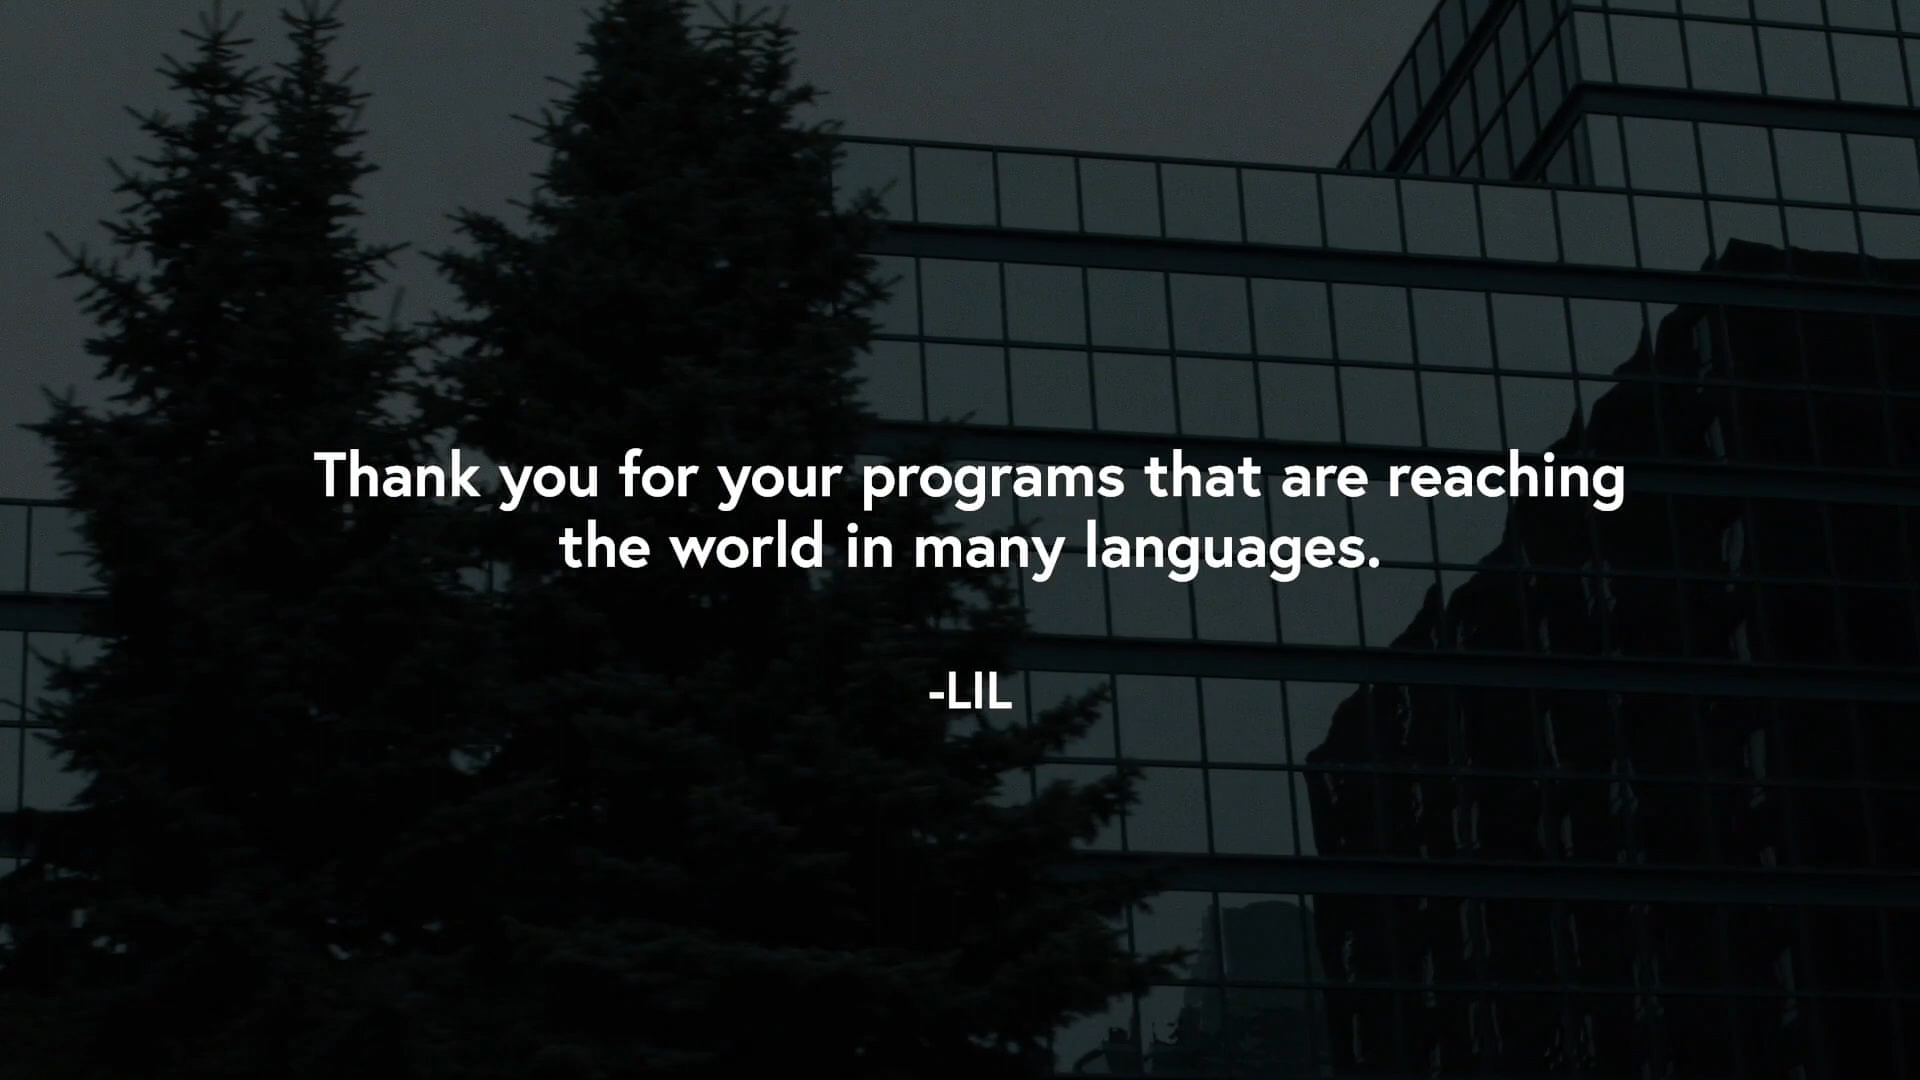 Thank you for your programs that are reaching
the world in many languages.
-LIL